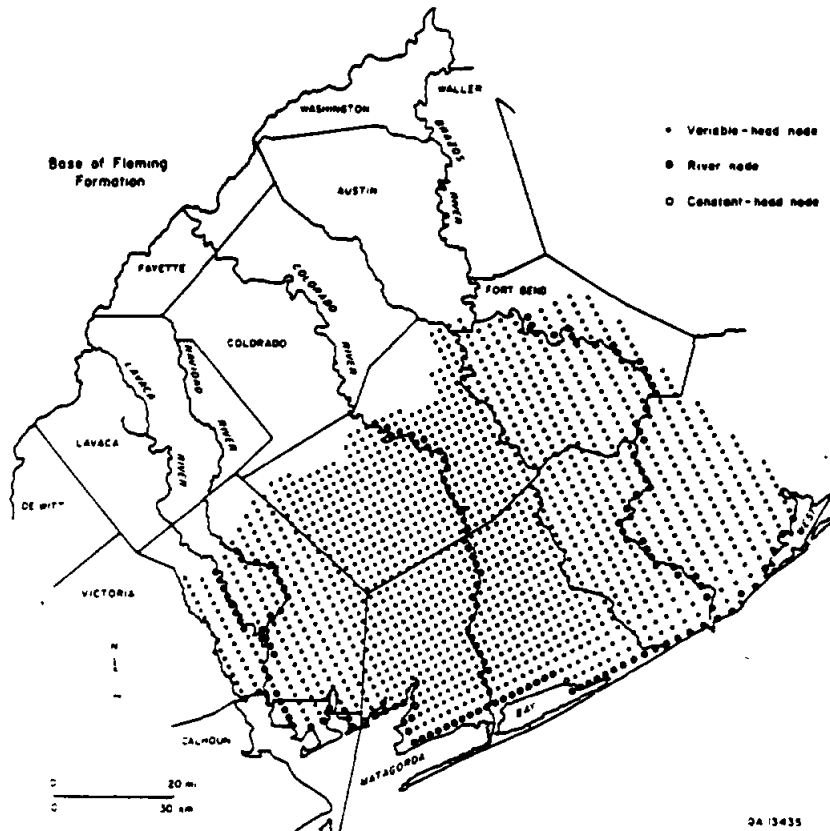 WALLER
WASHINGTON
BRAZOS
RIVER
Variable-head node
River node
Constant-head node
Base of Fleming
Formation
AUSTIN
FAYETTE
COLORADO
RIVER
FORT BEND
COLORADO
NAVIDAD
RIVER
LAVACA
RIVER
LAVACA
DE WITT
VICTORIA
N
WEST
BAY
CALHOUN
MATAGORDA
BAY
0 20 mi
0 30 km
QA 13435